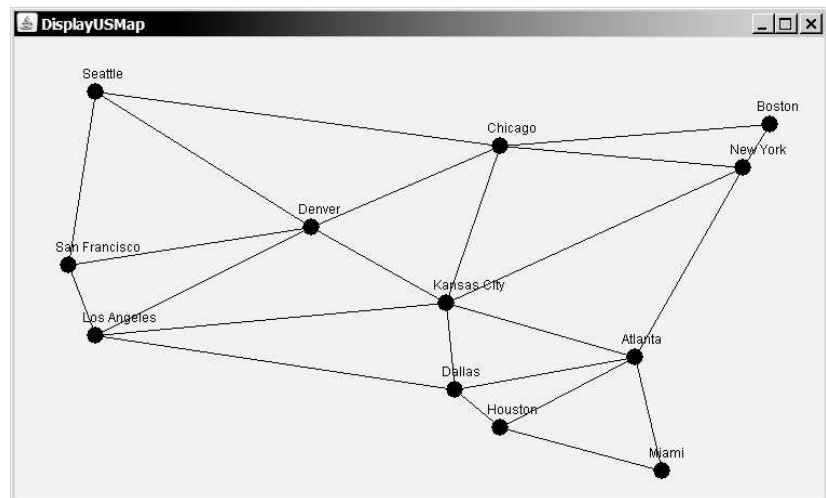 DisplayUSMap
Seattle
Boston
Chicago
New York
Denver
San Francisco
Kansas City
Los Angeles
Atlanta
Dallas
Houston
Miami